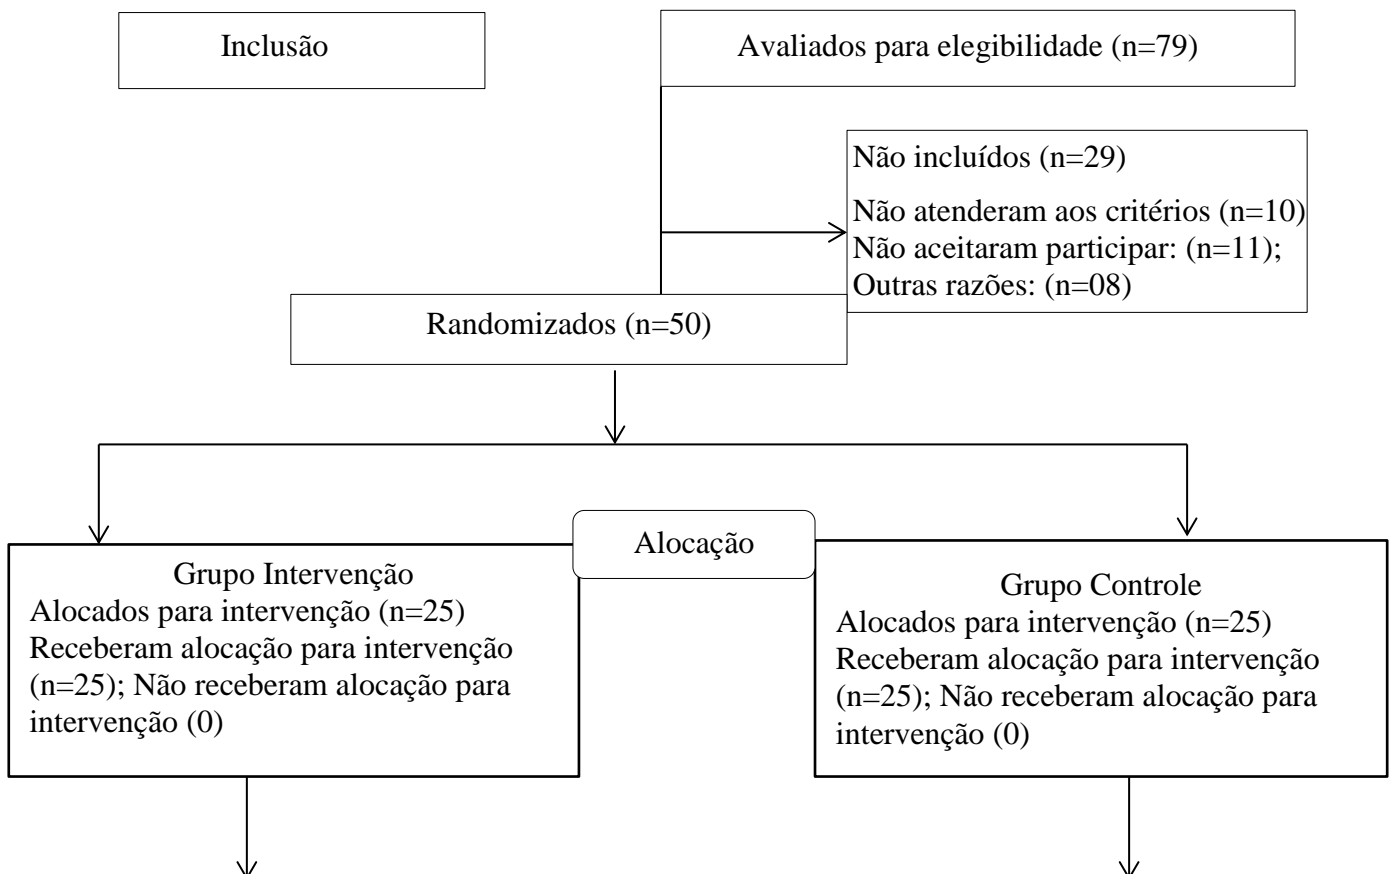 Inclusão
Avaliados para elegibilidade (n=79)
Não incluídos (n=29)
Não atenderam aos critérios (n=10)
Não aceitaram participar: (n=11);
Outras razões: (n=08)
Randomizados (n=50)
Alocação
Grupo Intervenção
Alocados para intervenção (n=25)
Receberam alocação para intervenção
(n=25); Não receberam alocação para
intervenção (0)
Grupo Controle
Alocados para intervenção (n=25)
Receberam alocação para intervenção
(n=25); Não receberam alocação para
intervenção (0)